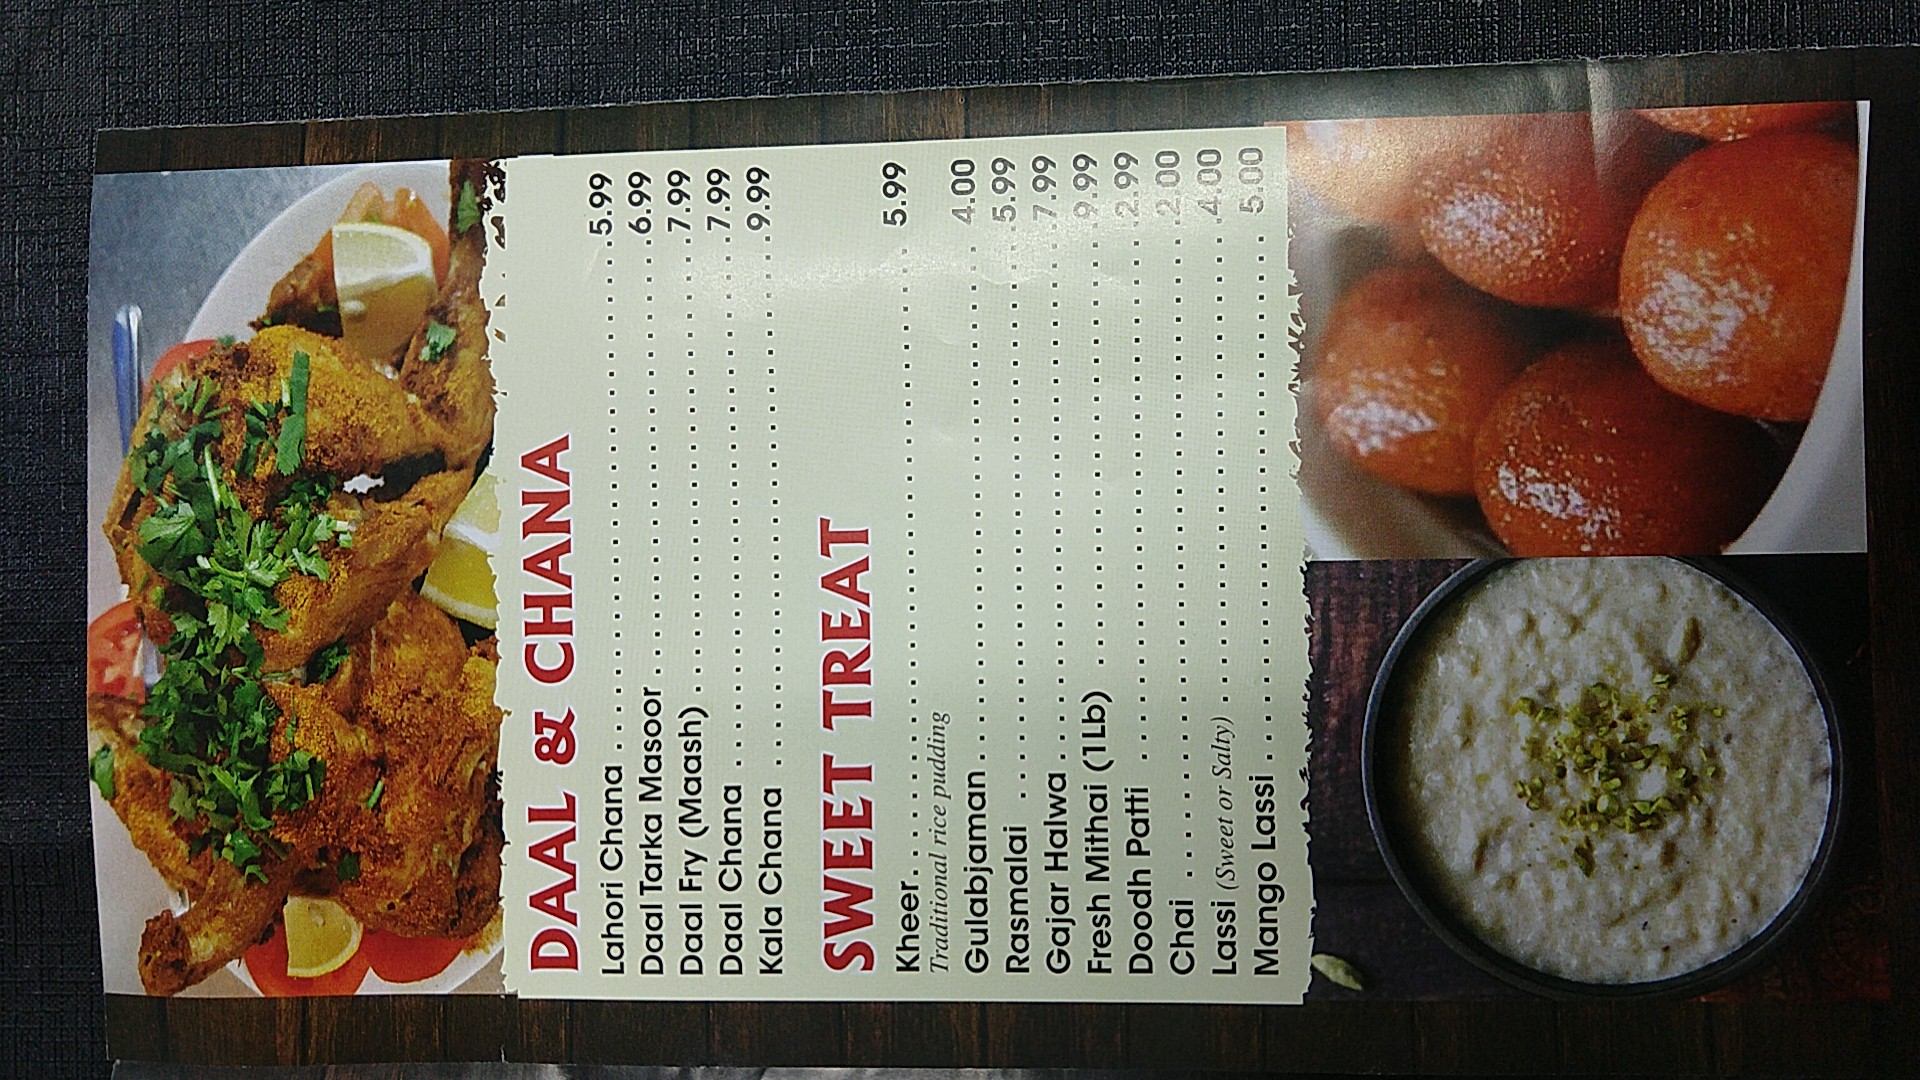 DAAL & CHANA
Lahori Chana 5.99
Daal Tarka Masoor 6.99
Daal Fry (Maash) 7.99
Daal Chana 7.99
Kala Chana 9.99
SWEET TREAT
Kheer 5.99
Traditional rice pudding
Gulabjaman 4.00
Rasmalai 5.99
Gajar Halwa 7.99
Fresh Mithai (1Lb) 9.99
Doodh Patti 2.99
Chai 2.00
Lassi (Sweet or Salty) 4.00
Mango Lassi 5.00